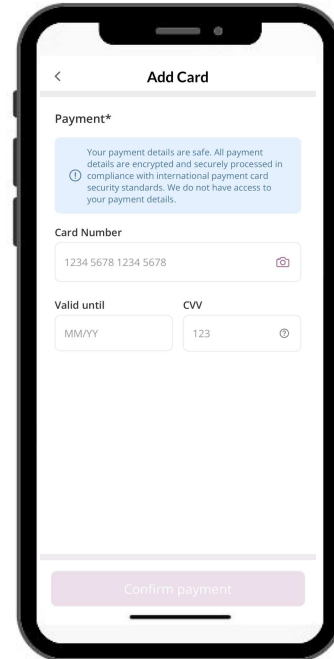 Add Card
Payment*
Your payment details are safe. All payment
details are encrypted and securely processed in
compliance with international payment card
security standards. We do not have access to
your payment details.
Card Number
1234 5678 1234 5678
Valid until CVV
MM/YY 123
Confirm payment